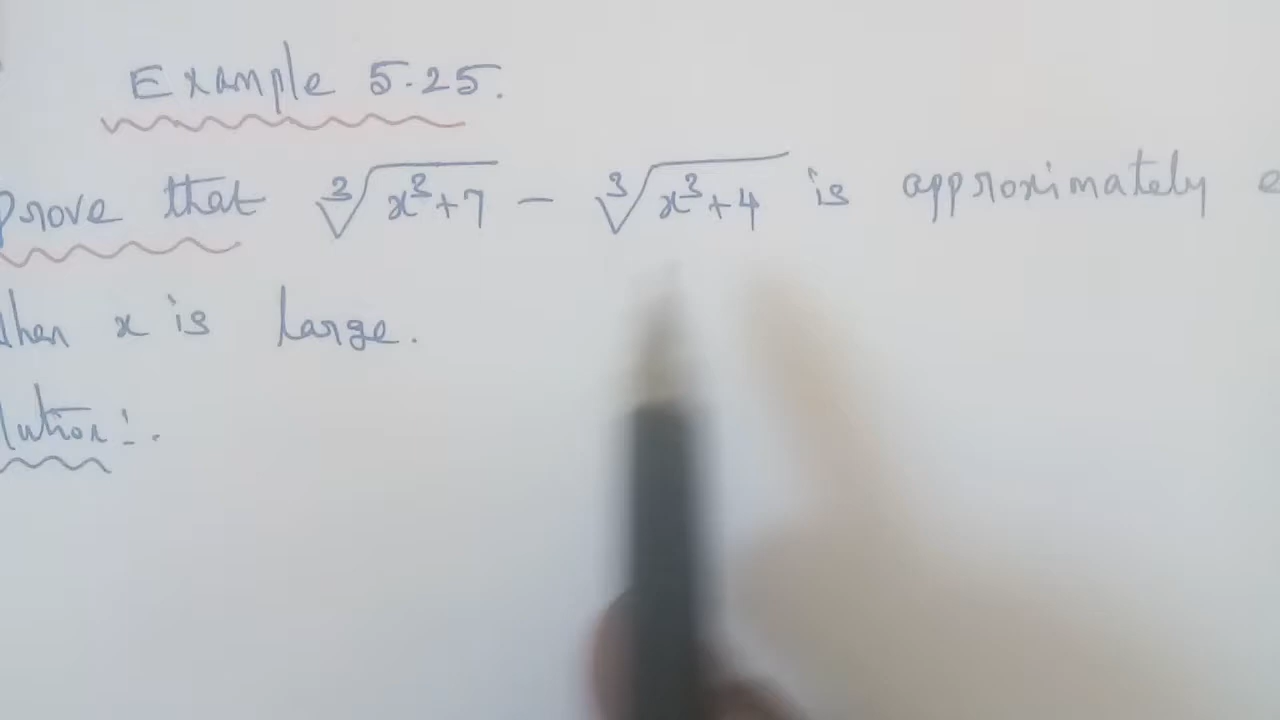 Example 5.25.
Prove that ∛(x³+7) − ∛(x³+4) is approximately e
when x is large.
lution:.